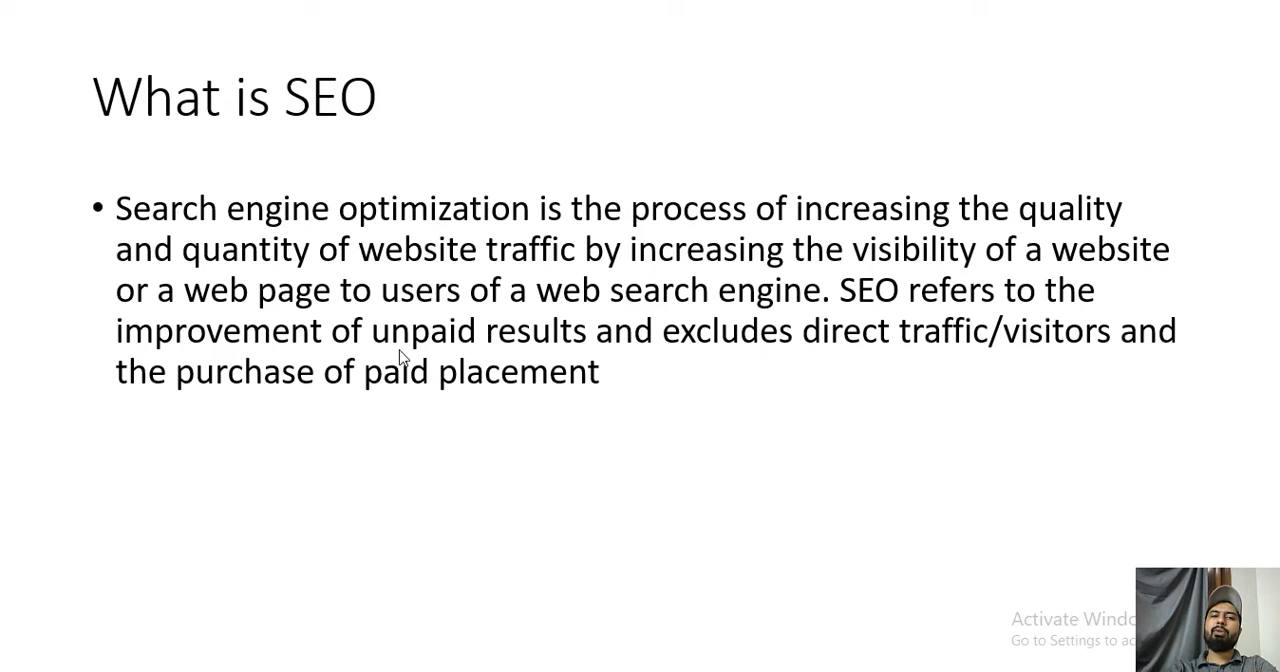 What is SEO
• Search engine optimization is the process of increasing the quality
and quantity of website traffic by increasing the visibility of a website
or a web page to users of a web search engine. SEO refers to the
improvement of unpaid results and excludes direct traffic/visitors and
the purchase of paid placement
Activate
Go to Settings to